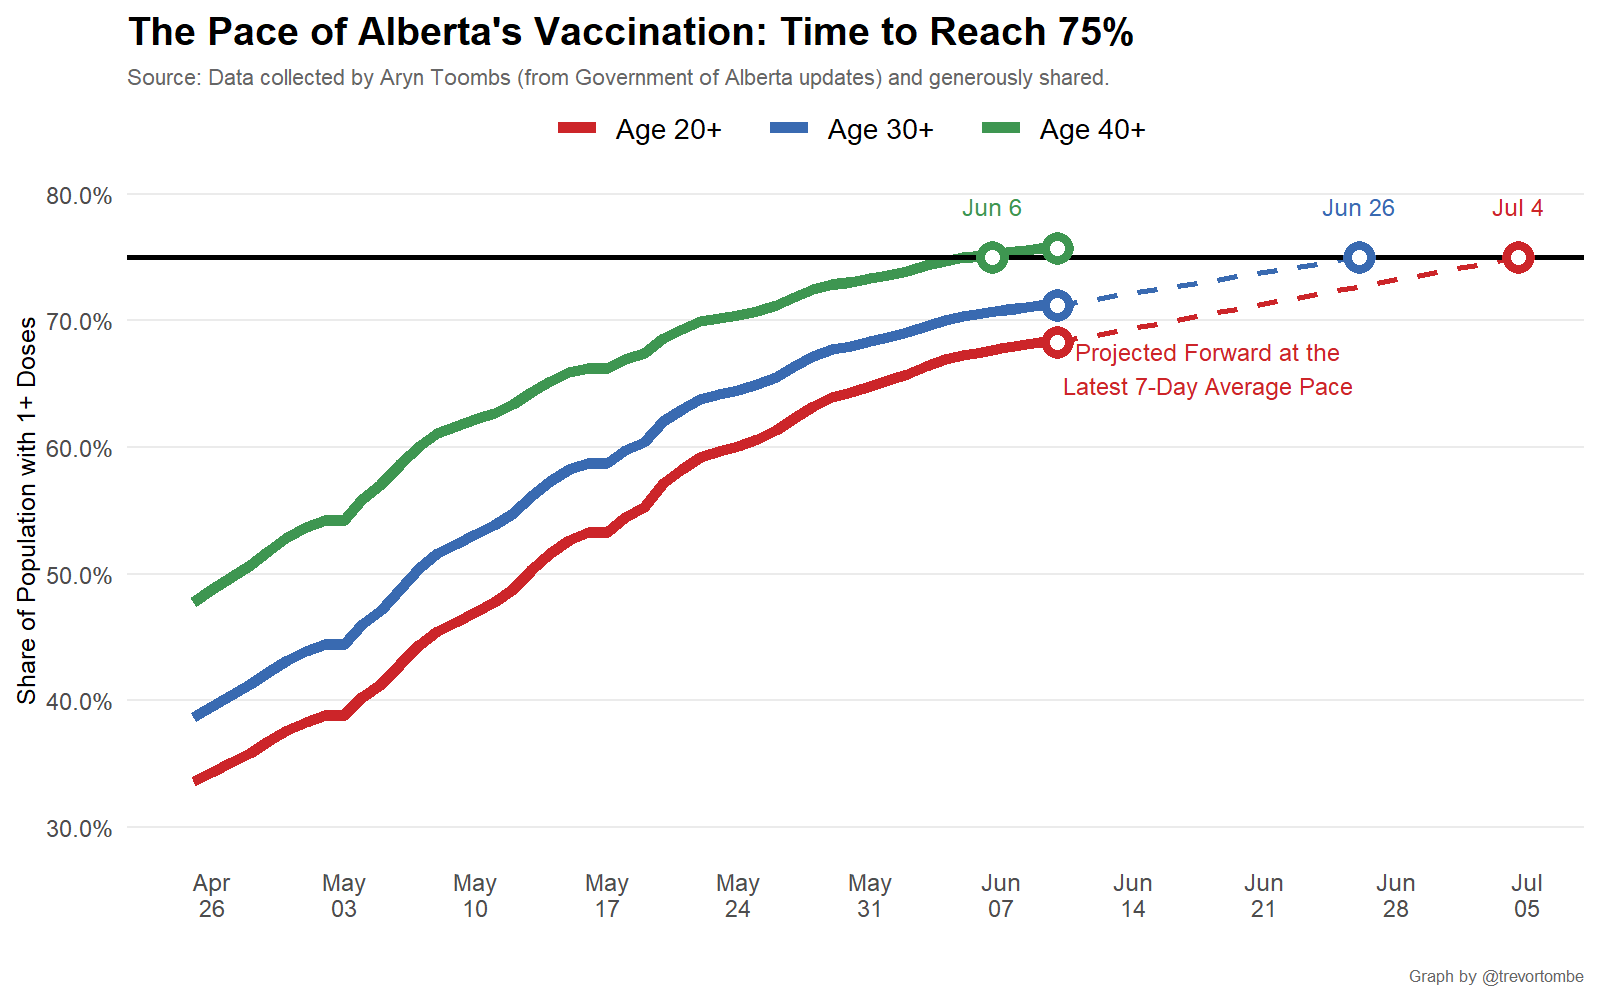 The Pace of Alberta's Vaccination: Time to Reach 75%
Source: Data collected by Aryn Toombs (from Government of Alberta updates) and generously shared.
Age 20+ Age 30+ Age 40+
Share of Population with 1+ Doses
80.0%
70.0%
60.0%
50.0%
40.0%
30.0%
Jun 6 Jun 26 Jul 4
Projected Forward at the
Latest 7-Day Average Pace
Apr May May May May May Jun Jun Jun Jun Jul
26 03 10 17 24 31 07 14 21 28 05
Graph by @trevortombe